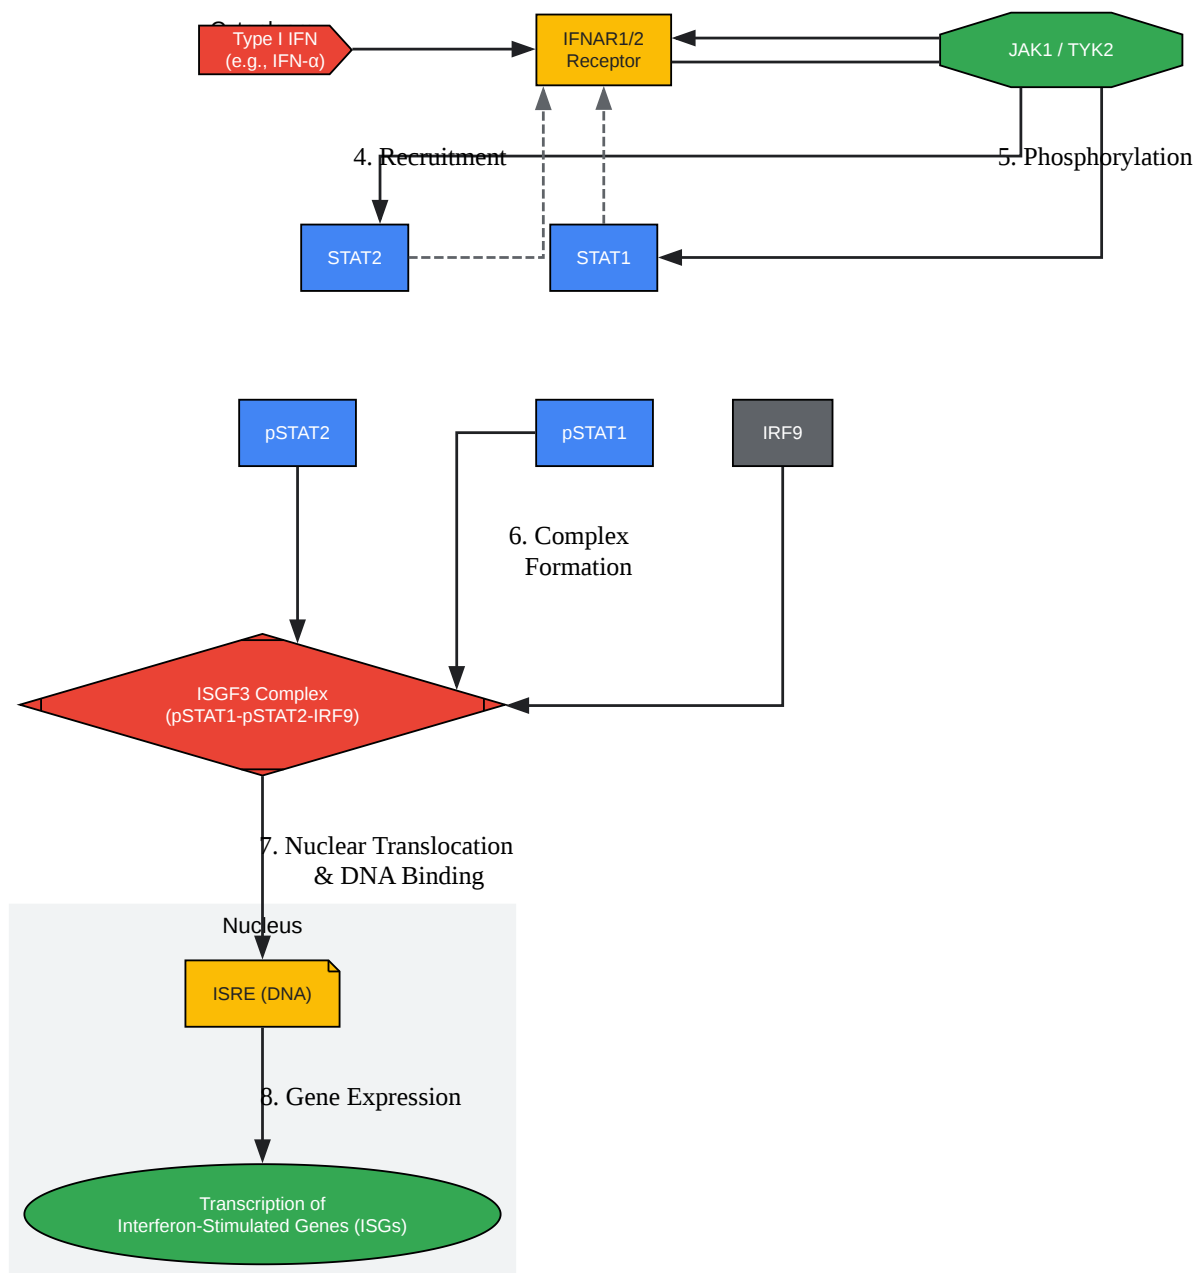 Type I IFN
(e.g., IFN-α)
IFNAR1/2
Receptor
JAK1 / TYK2
4. Recruitment
5. Phosphorylation
STAT2
STAT1
pSTAT2
pSTAT1
IRF9
6. Complex
Formation
ISGF3 Complex
(pSTAT1-pSTAT2-IRF9)
7. Nuclear Translocation
& DNA Binding
Nucleus
ISRE (DNA)
8. Gene Expression
Transcription of
Interferon-Stimulated Genes (ISGs)